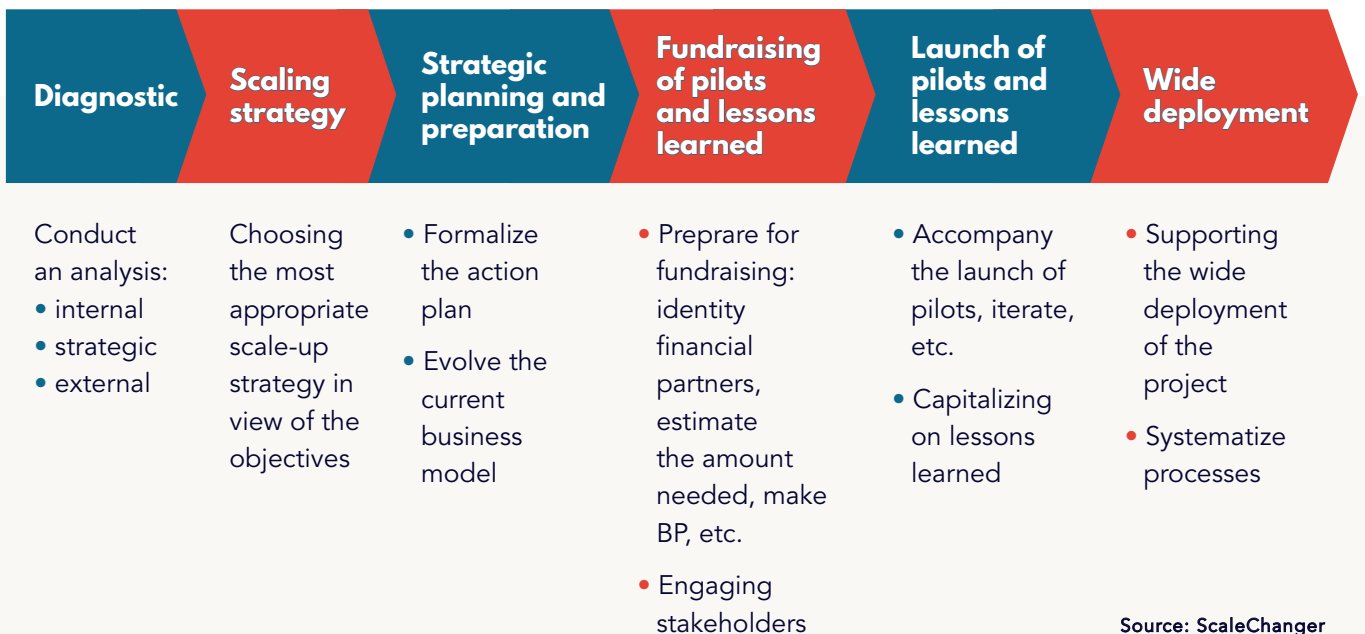 Diagnostic
Scaling
strategy
Strategic
planning and
preparation
Fundraising
of pilots
and lessons
learned
Launch of
pilots and
lessons
learned
Wide
deployment
Conduct
an analysis:
• internal
• strategic
• external
Choosing
the most
appropriate
scale-up
strategy in
view of the
objectives
• Formalize
the action
plan
• Evolve the
current
business
model
• Preprare for
fundraising:
identity
financial
partners,
estimate
the amount
needed, make
BP, etc.
• Engaging
stakeholders
• Accompany
the launch of
pilots, iterate,
etc.
• Capitalizing
on lessons
learned
• Supporting
the wide
deployment
of the
project
• Systematize
processes
Source: ScaleChanger